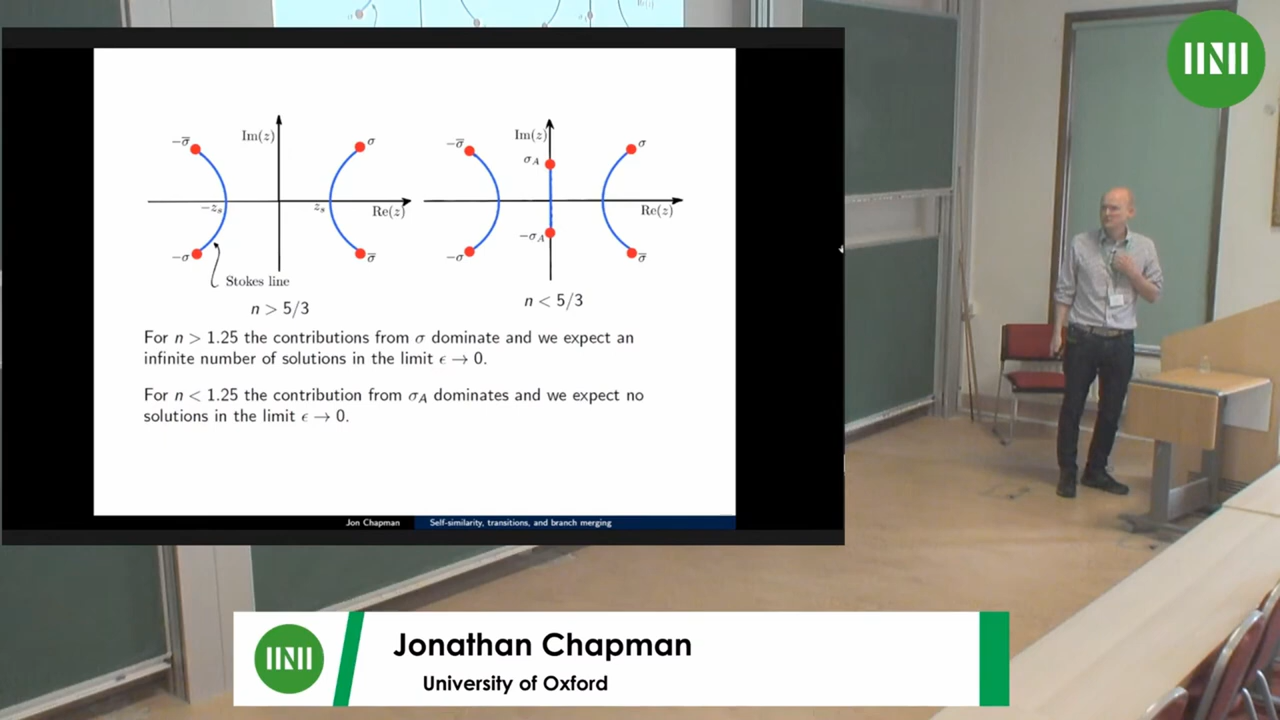 Im(z)
−σ̅
σ
−z_s
z_s
Re(z)
−σ
σ̅
Stokes line
n > 5/3
Im(z)
−σ̅
σ_A
σ
Re(z)
−σ_A
−σ
σ̅
n < 5/3
For n > 1.25 the contributions from σ dominate and we expect an
infinite number of solutions in the limit ϵ → 0.
For n < 1.25 the contribution from σ_A dominates and we expect no
solutions in the limit ϵ → 0.
Jon Chapman
Self-similarity, transitions, and branch merging
Jonathan Chapman
University of Oxford